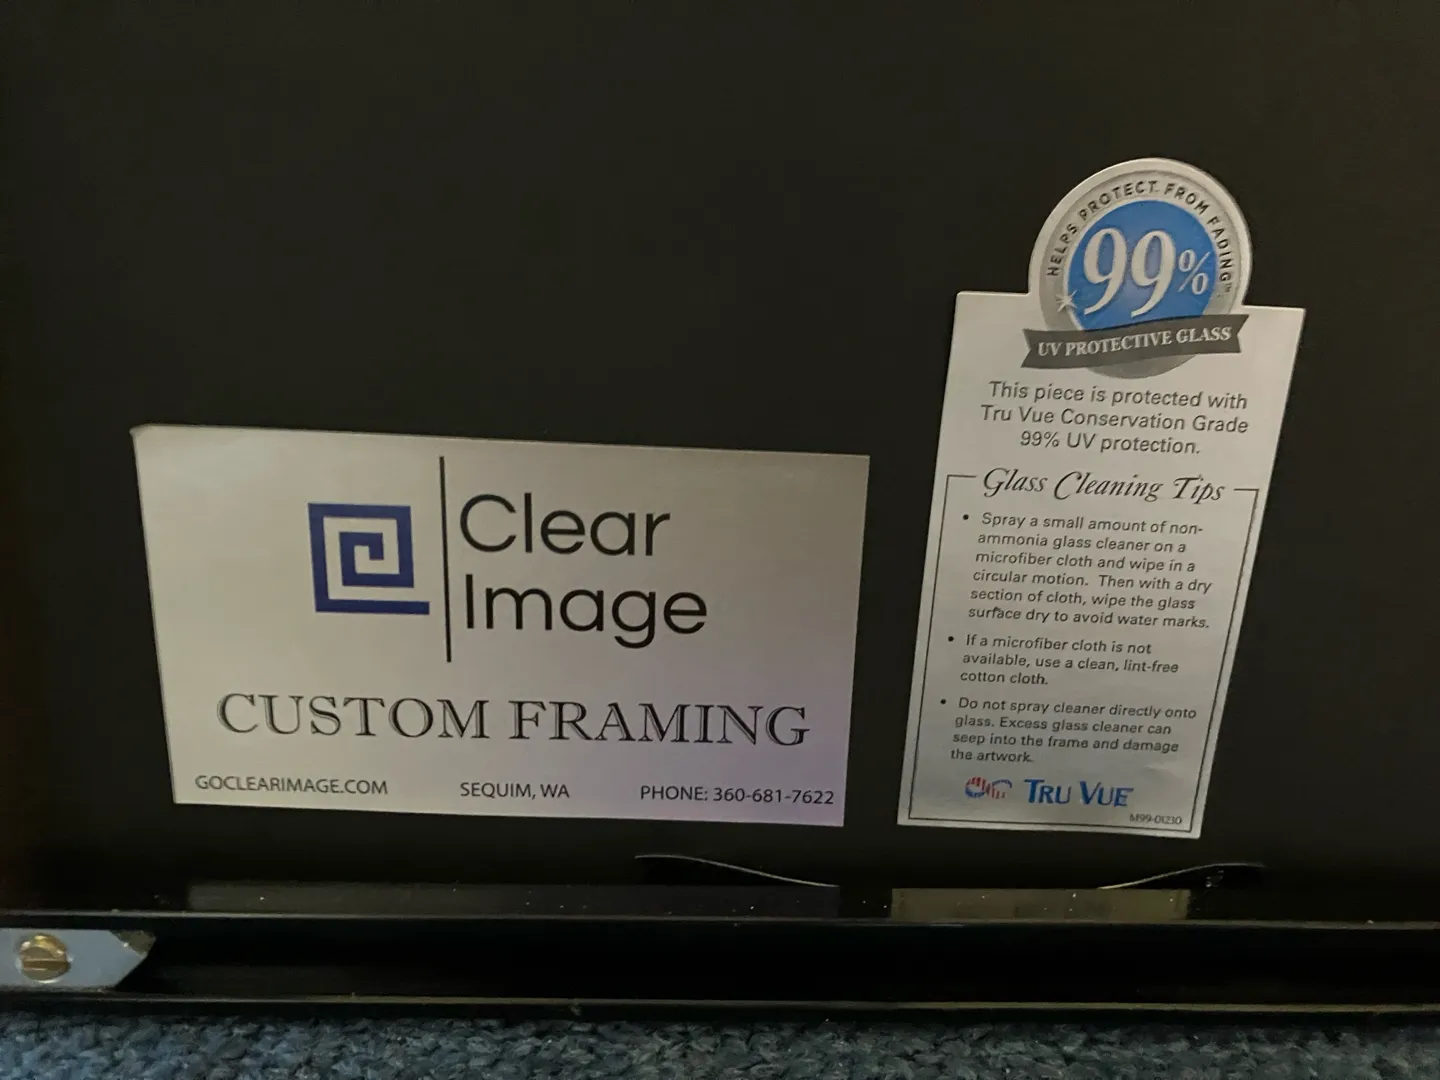 Clear
Image
CUSTOM FRAMING
GOCLEARIMAGE.COM SEQUIM, WA PHONE: 360-681-7622
HELPS PROTECT FROM FADING™
99%
UV PROTECTIVE GLASS
This piece is protected with
Tru Vue Conservation Grade
99% UV protection.
Glass Cleaning Tips
• Spray a small amount of non-
ammonia glass cleaner on a
microfiber cloth and wipe in a
circular motion. Then with a dry
section of cloth, wipe the glass
surface dry to avoid water marks.
• If a microfiber cloth is not
available, use a clean, lint-free
cotton cloth.
• Do not spray cleaner directly onto
glass. Excess glass cleaner can
seep into the frame and damage
the artwork.
TRU VUE
M99-01230